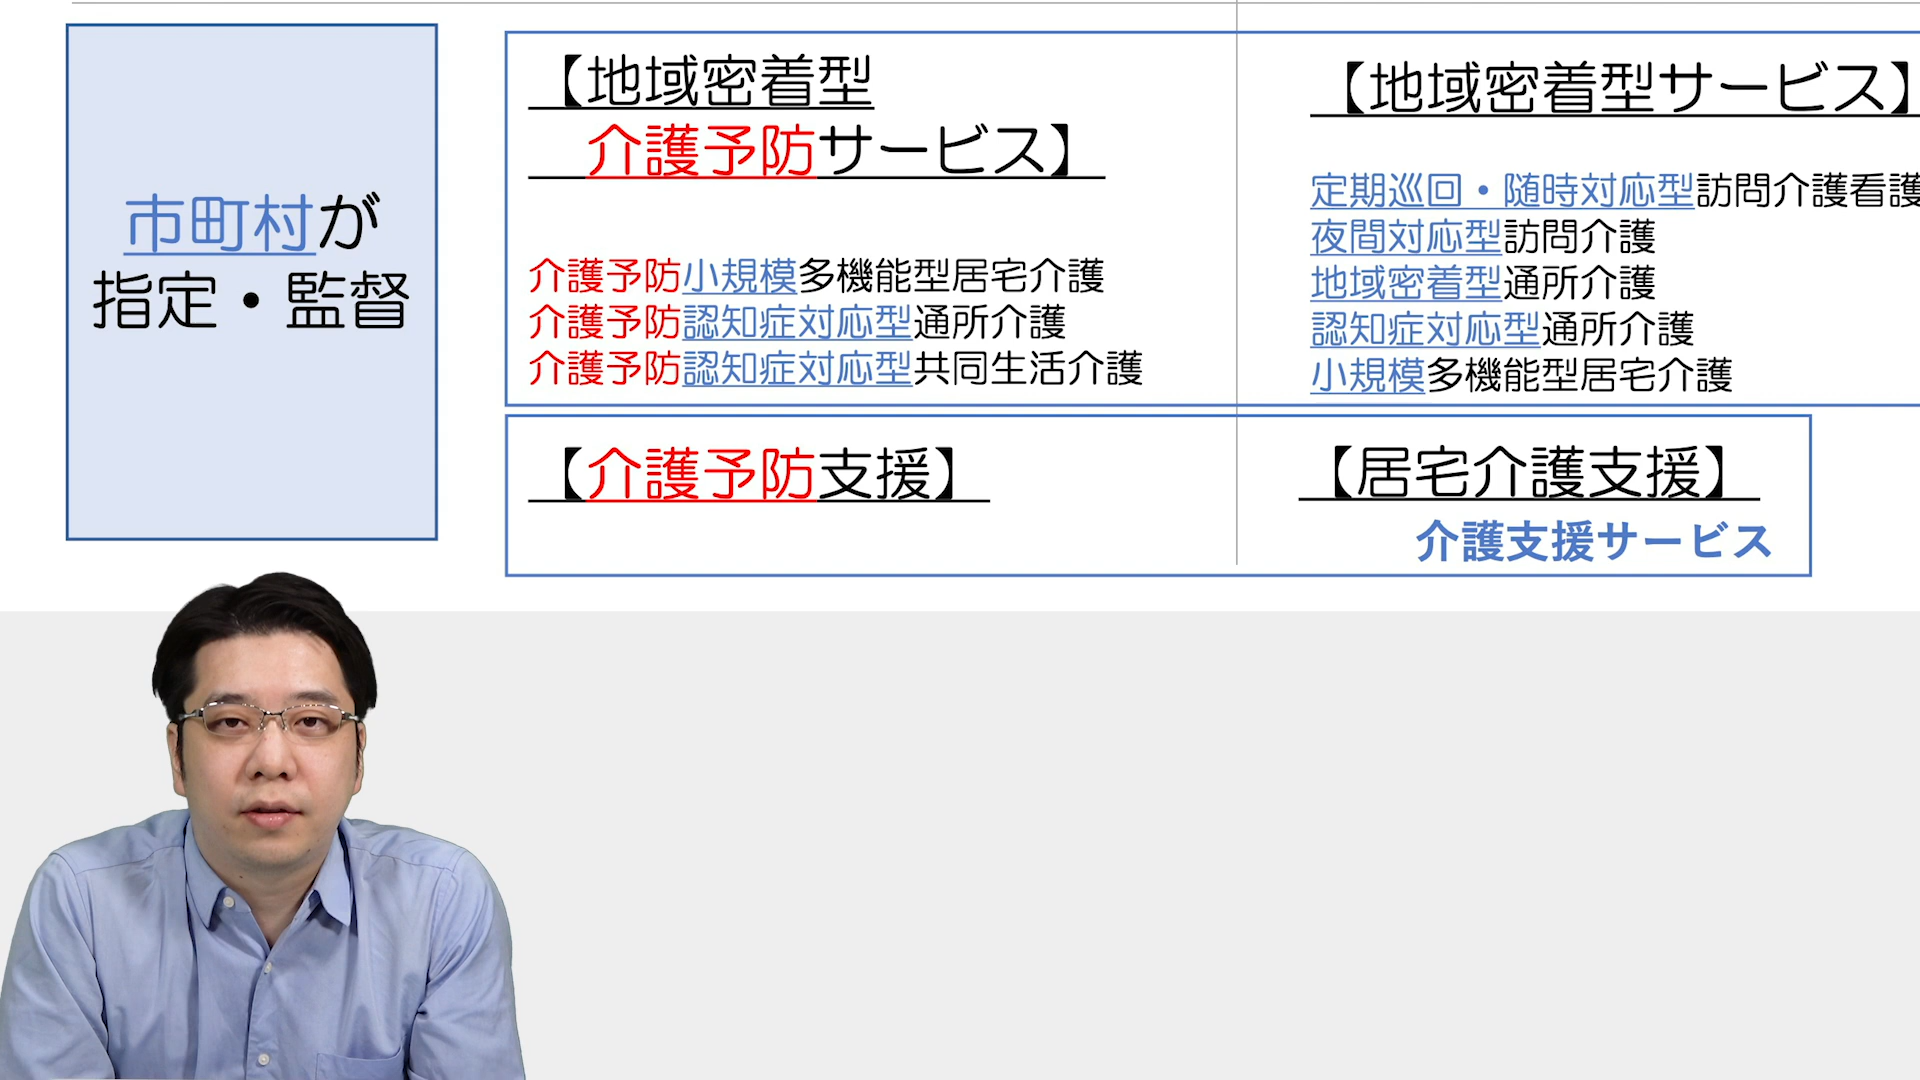 市町村が
指定・監督
【地域密着型
介護予防サービス】
介護予防小規模多機能型居宅介護
介護予防認知症対応型通所介護
介護予防認知症対応型共同生活介護
【地域密着型サービス】
定期巡回・随時対応型訪問介護看護
夜間対応型訪問介護
地域密着型通所介護
認知症対応型通所介護
小規模多機能型居宅介護
【介護予防支援】
【居宅介護支援】
介護支援サービス